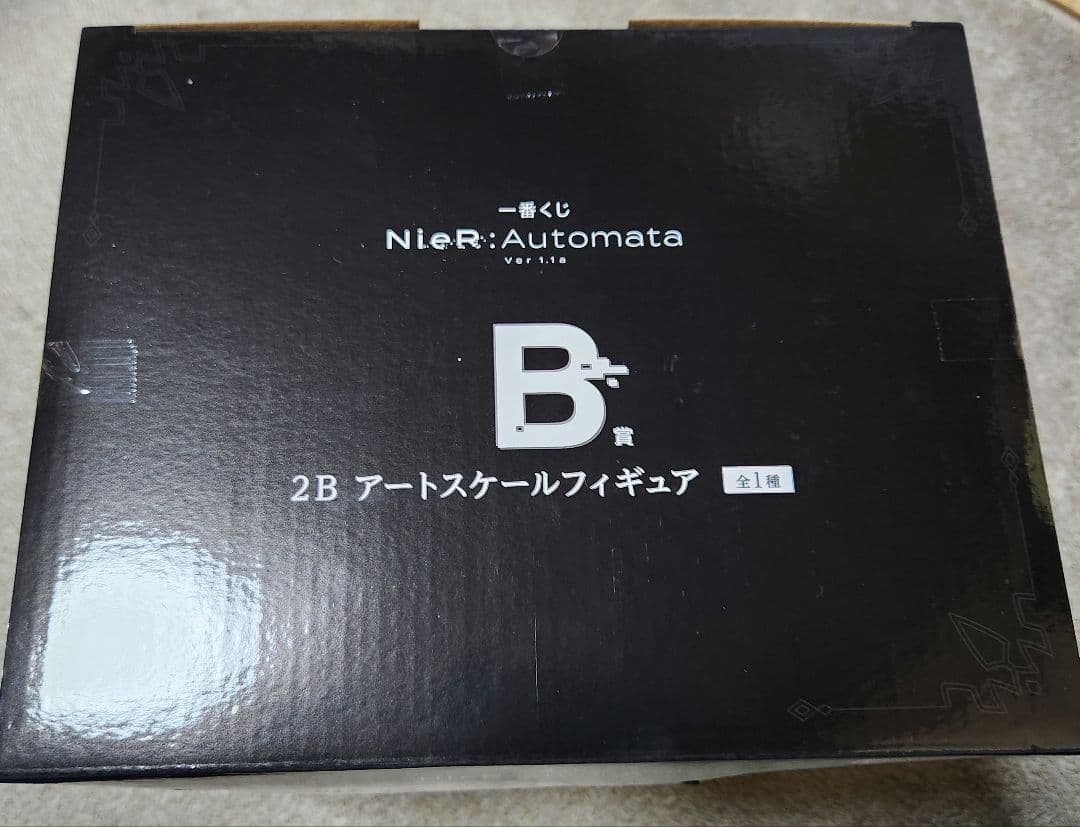 一番くじ
NieR:Automata
Ver 1.1a
B賞
2B アートスケールフィギュア 全1種